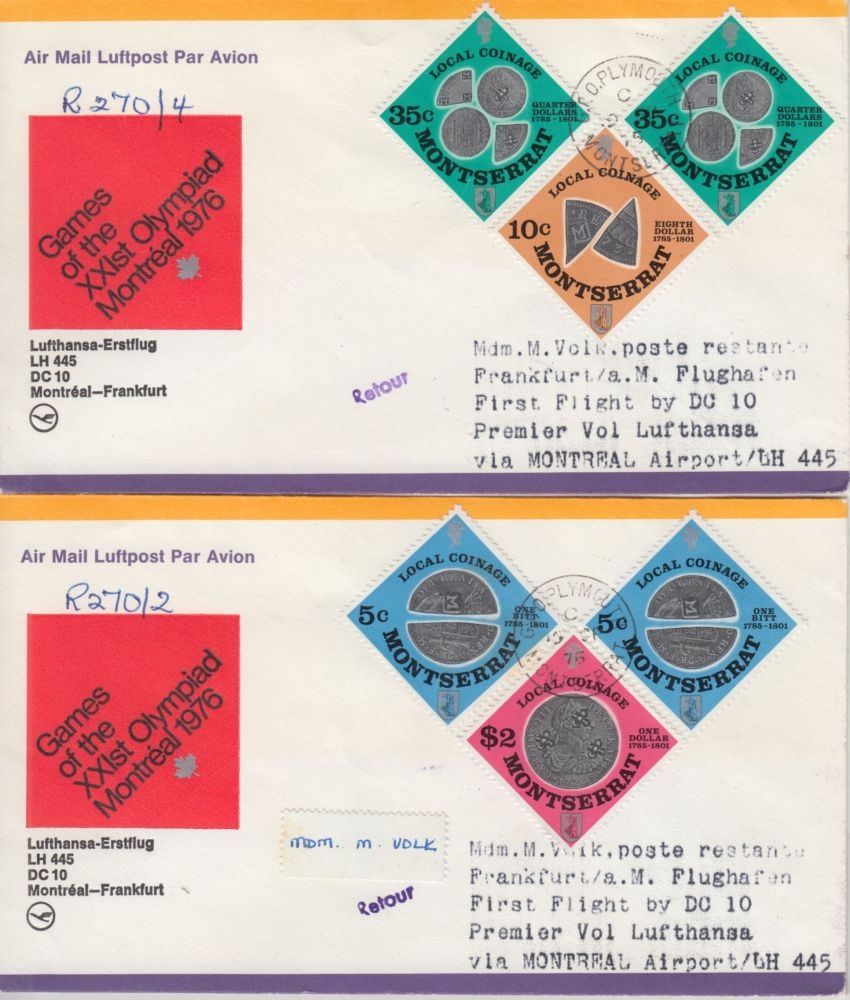 Air Mail Luftpost Par Avion
R 270/4
Games
of the
XXIst Olympiad
Montréal 1976
Lufthansa-Erstflug
LH 445
DC 10
Montréal–Frankfurt
Retour
LOCAL COINAGE
35c
QUARTER
DOLLARS
1785-1801
MONTSERRAT
LOCAL COINAGE
35c
QUARTER
DOLLARS
1785-1801
MONTSERRAT
LOCAL COINAGE
10c
EIGHTH
DOLLAR
1785-1801
MONTSERRAT
Mdm.M.Volk,poste restante
Frankfurt/a.M. Flughafen
First Flight by DC 10
Premier Vol Lufthansa
via MONTREAL Airport/LH 445
Air Mail Luftpost Par Avion
R270/2
Games
of the
XXIst Olympiad
Montréal 1976
Lufthansa-Erstflug
LH 445
DC 10
Montréal–Frankfurt
MDM. M. VOLK
Retour
LOCAL COINAGE
5c
ONE
BITT
1785-1801
MONTSERRAT
LOCAL COINAGE
5c
ONE
BITT
1785-1801
MONTSERRAT
LOCAL COINAGE
$2
ONE
DOLLAR
1785-1801
MONTSERRAT
Mdm.M.Volk,poste restante
Frankfurt/a.M. Flughafen
First Flight by DC 10
Premier Vol Lufthansa
via MONTREAL Airport/LH 445